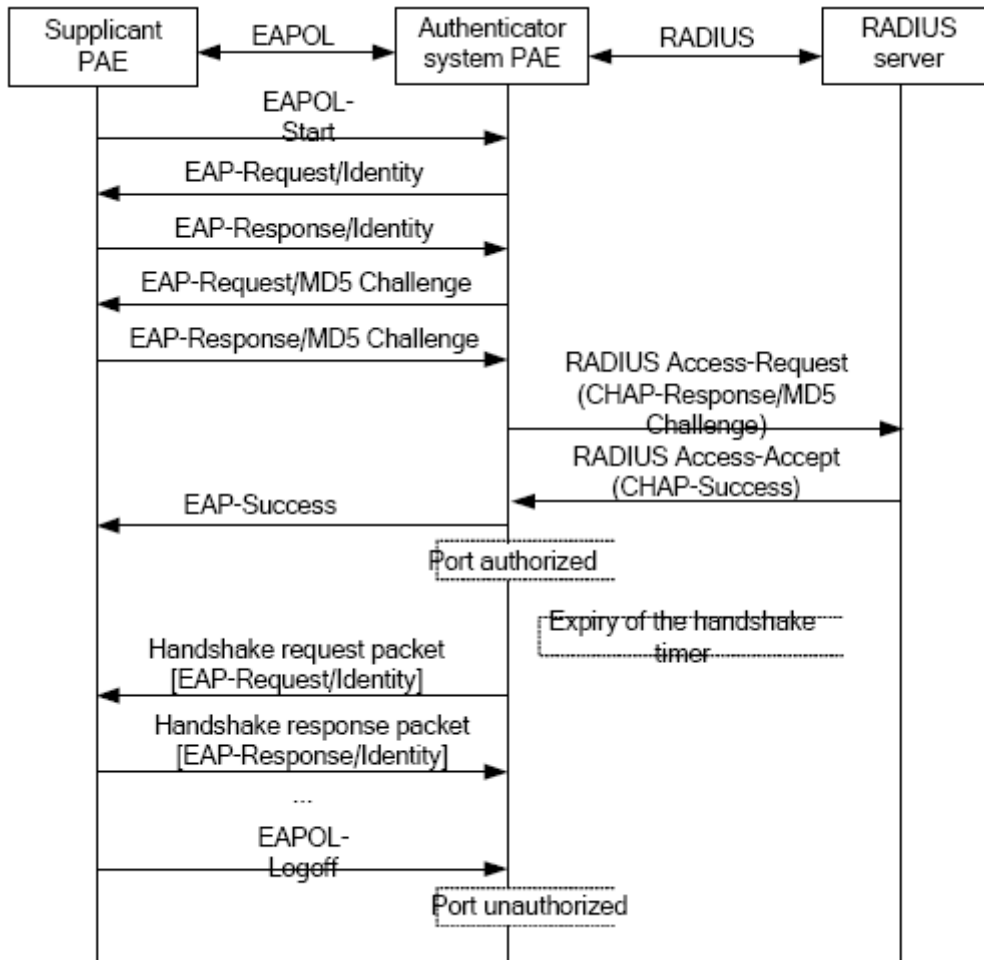 Supplicant
PAE
EAPOL
Authenticator
system PAE
RADIUS
RADIUS
server
EAPOL-
Start
EAP-Request/Identity
EAP-Response/Identity
EAP-Request/MD5 Challenge
EAP-Response/MD5 Challenge
RADIUS Access-Request
(CHAP-Response/MD5
Challenge)
RADIUS Access-Accept
(CHAP-Success)
EAP-Success
Port authorized
Expiry of the handshake
timer
Handshake request packet
[EAP-Request/Identity]
Handshake response packet
[EAP-Response/Identity]
...
EAPOL-
Logoff
Port unauthorized